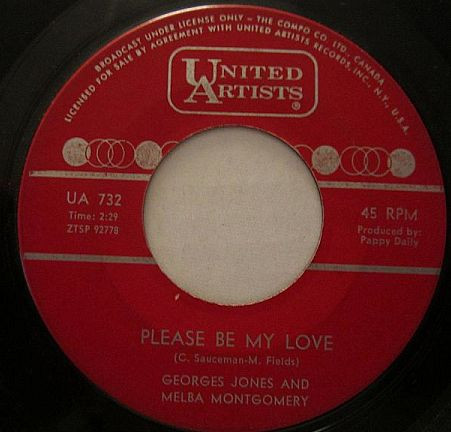 BROADCAST UNDER LICENSE ONLY - THE COMPO CO. LTD., CANADA
LICENSED FOR SALE BY AGREEMENT WITH UNITED ARTISTS RECORDS, INC., N.Y., U.S.A.
UNITED
ARTISTS ®
UA 732
Time: 2:29
ZTSP 92778
45 RPM
Produced by:
Pappy Daily
PLEASE BE MY LOVE
(C. Sauceman-M. Fields)
GEORGES JONES AND
MELBA MONTGOMERY